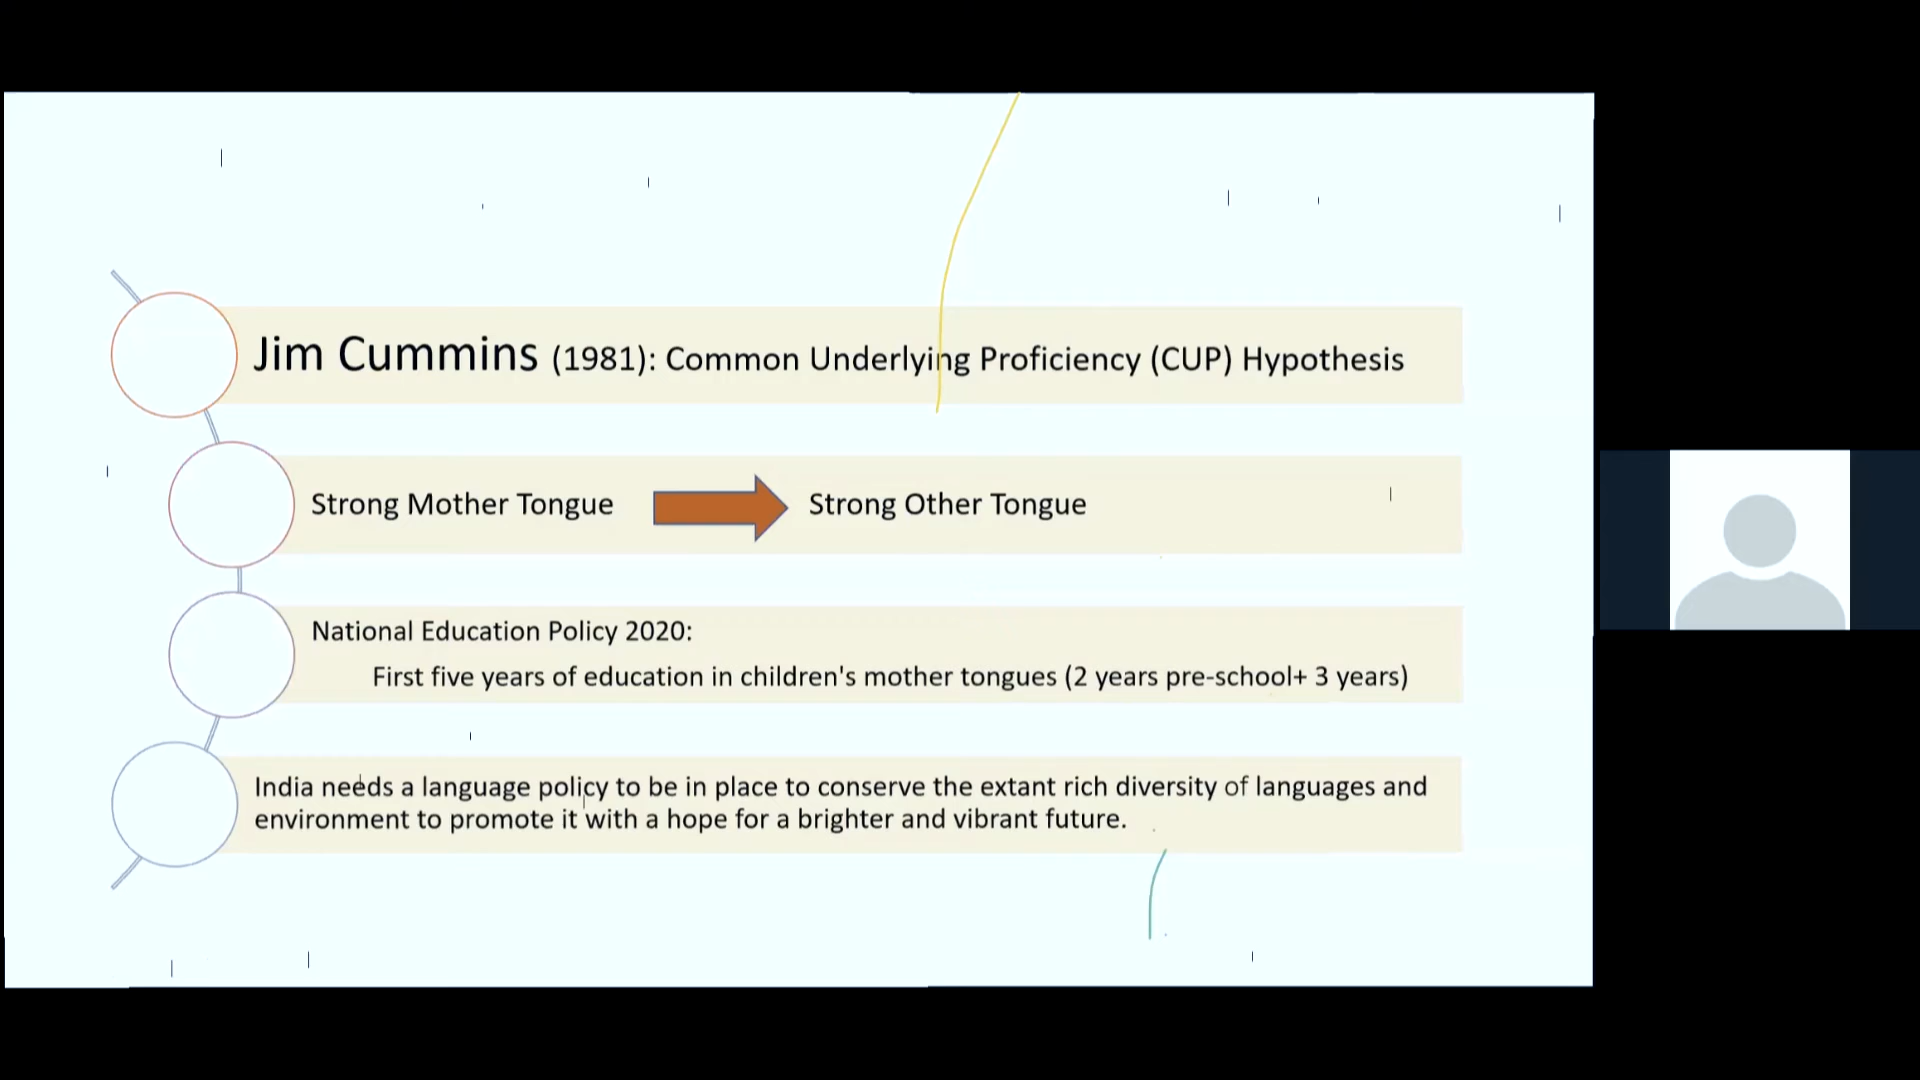 Jim Cummins (1981): Common Underlying Proficiency (CUP) Hypothesis
Strong Mother Tongue Strong Other Tongue
National Education Policy 2020:
First five years of education in children's mother tongues (2 years pre-school+ 3 years)
India needs a language policy to be in place to conserve the extant rich diversity of languages and
environment to promote it with a hope for a brighter and vibrant future.